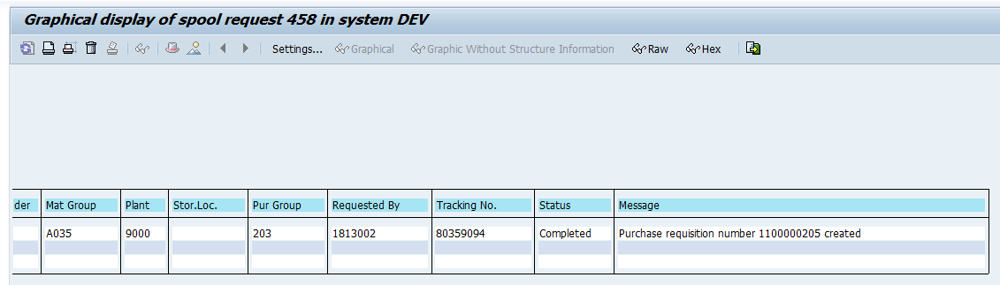 Graphical display of spool request 458 in system DEV
Settings... Graphical Graphic Without Structure Information Raw Hex
der Mat Group Plant Stor.Loc. Pur Group Requested By Tracking No. Status Message
A035 9000 203 1813002 80359094 Completed Purchase requisition number 1100000205 created